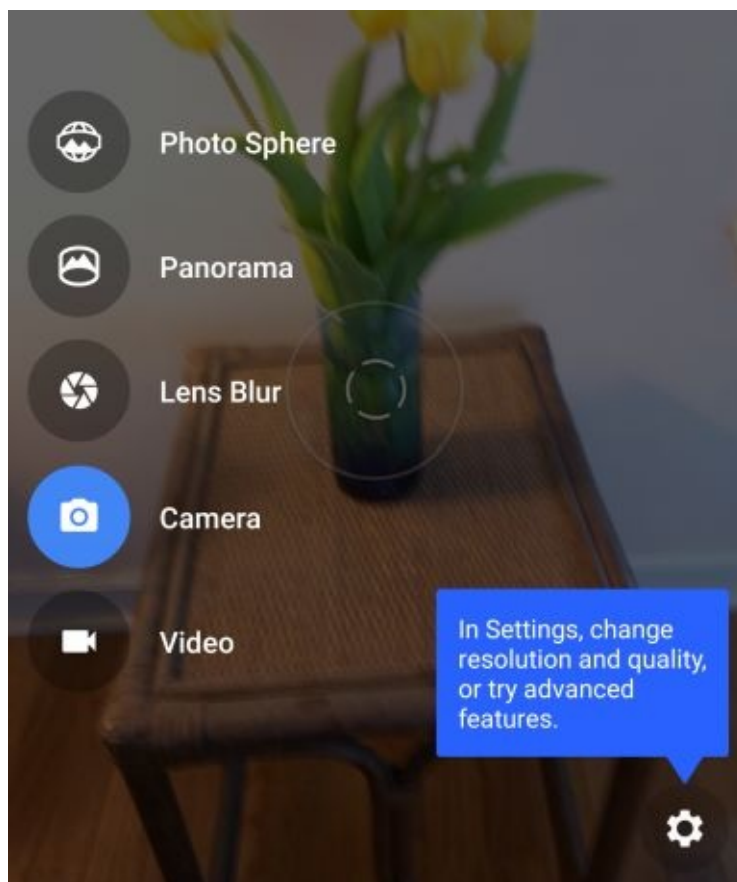 Photo Sphere
Panorama
Lens Blur
Camera
Video
In Settings, change
resolution and quality,
or try advanced
features.